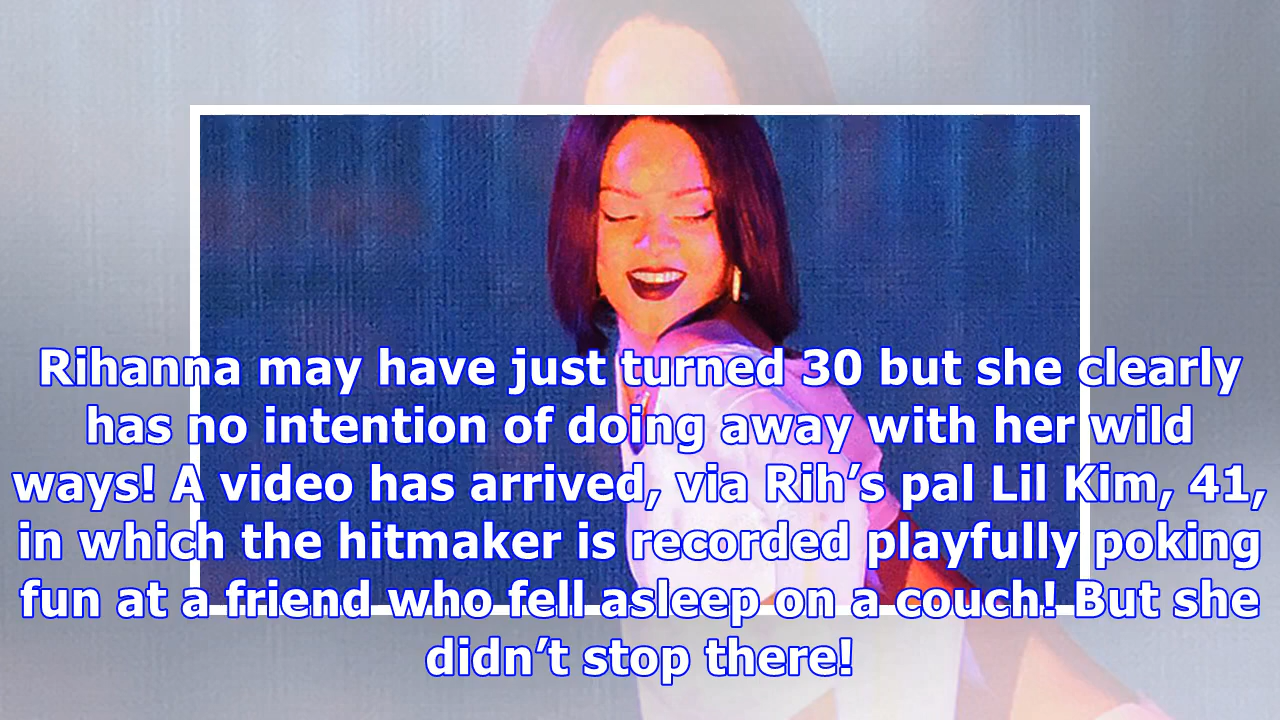 Rihanna may have just turned 30 but she clearly
has no intention of doing away with her wild
ways! A video has arrived, via Rih’s pal Lil Kim, 41,
in which the hitmaker is recorded playfully poking
fun at a friend who fell asleep on a couch! But she
didn’t stop there!